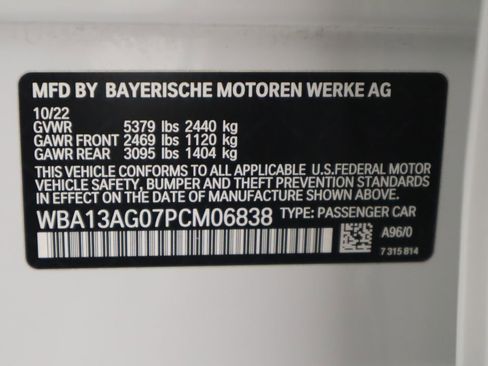 MFD BY BAYERISCHE MOTOREN WERKE AG
10/22
GVWR 5379 lbs 2440 kg
GAWR FRONT 2469 lbs 1120 kg
GAWR REAR 3095 lbs 1404 kg
THIS VEHICLE CONFORMS TO ALL APPLICABLE U.S.FEDERAL MOTOR
VEHICLE SAFETY, BUMPER AND THEFT PREVENTION STANDARDS
IN EFFECT ON THE DATE OF MANUFACTURE SHOWN ABOVE.
WBA13AG07PCM06838 TYPE: PASSENGER CAR
A96/0
7 315 814